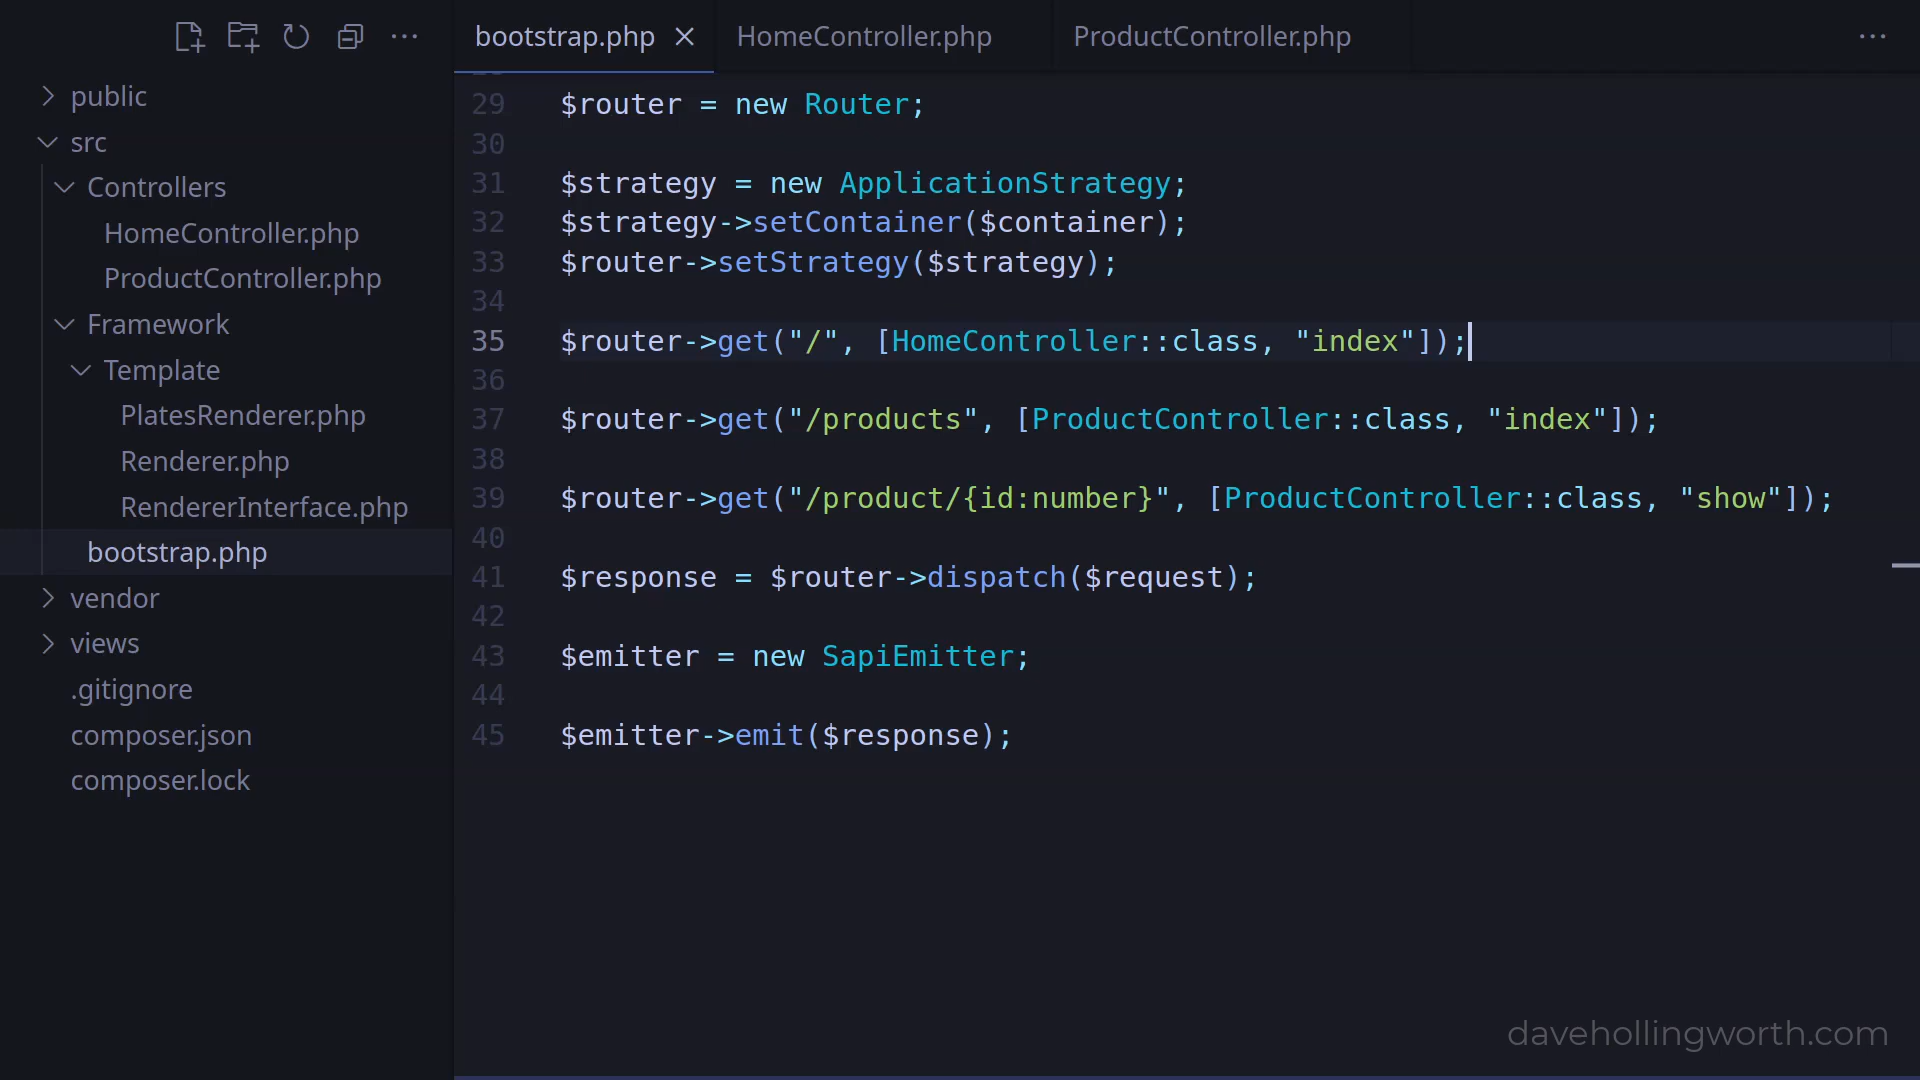 bootstrap.php
HomeController.php
ProductController.php
public
src
Controllers
HomeController.php
ProductController.php
Framework
Template
PlatesRenderer.php
Renderer.php
RendererInterface.php
bootstrap.php
vendor
views
.gitignore
composer.json
composer.lock
29 $router = new Router;
30
31 $strategy = new ApplicationStrategy;
32 $strategy->setContainer($container);
33 $router->setStrategy($strategy);
34
35 $router->get("/", [HomeController::class, "index"]);
36
37 $router->get("/products", [ProductController::class, "index"]);
38
39 $router->get("/product/{id:number}", [ProductController::class, "show"]);
40
41 $response = $router->dispatch($request);
42
43 $emitter = new SapiEmitter;
44
45 $emitter->emit($response);
davehollingworth.com